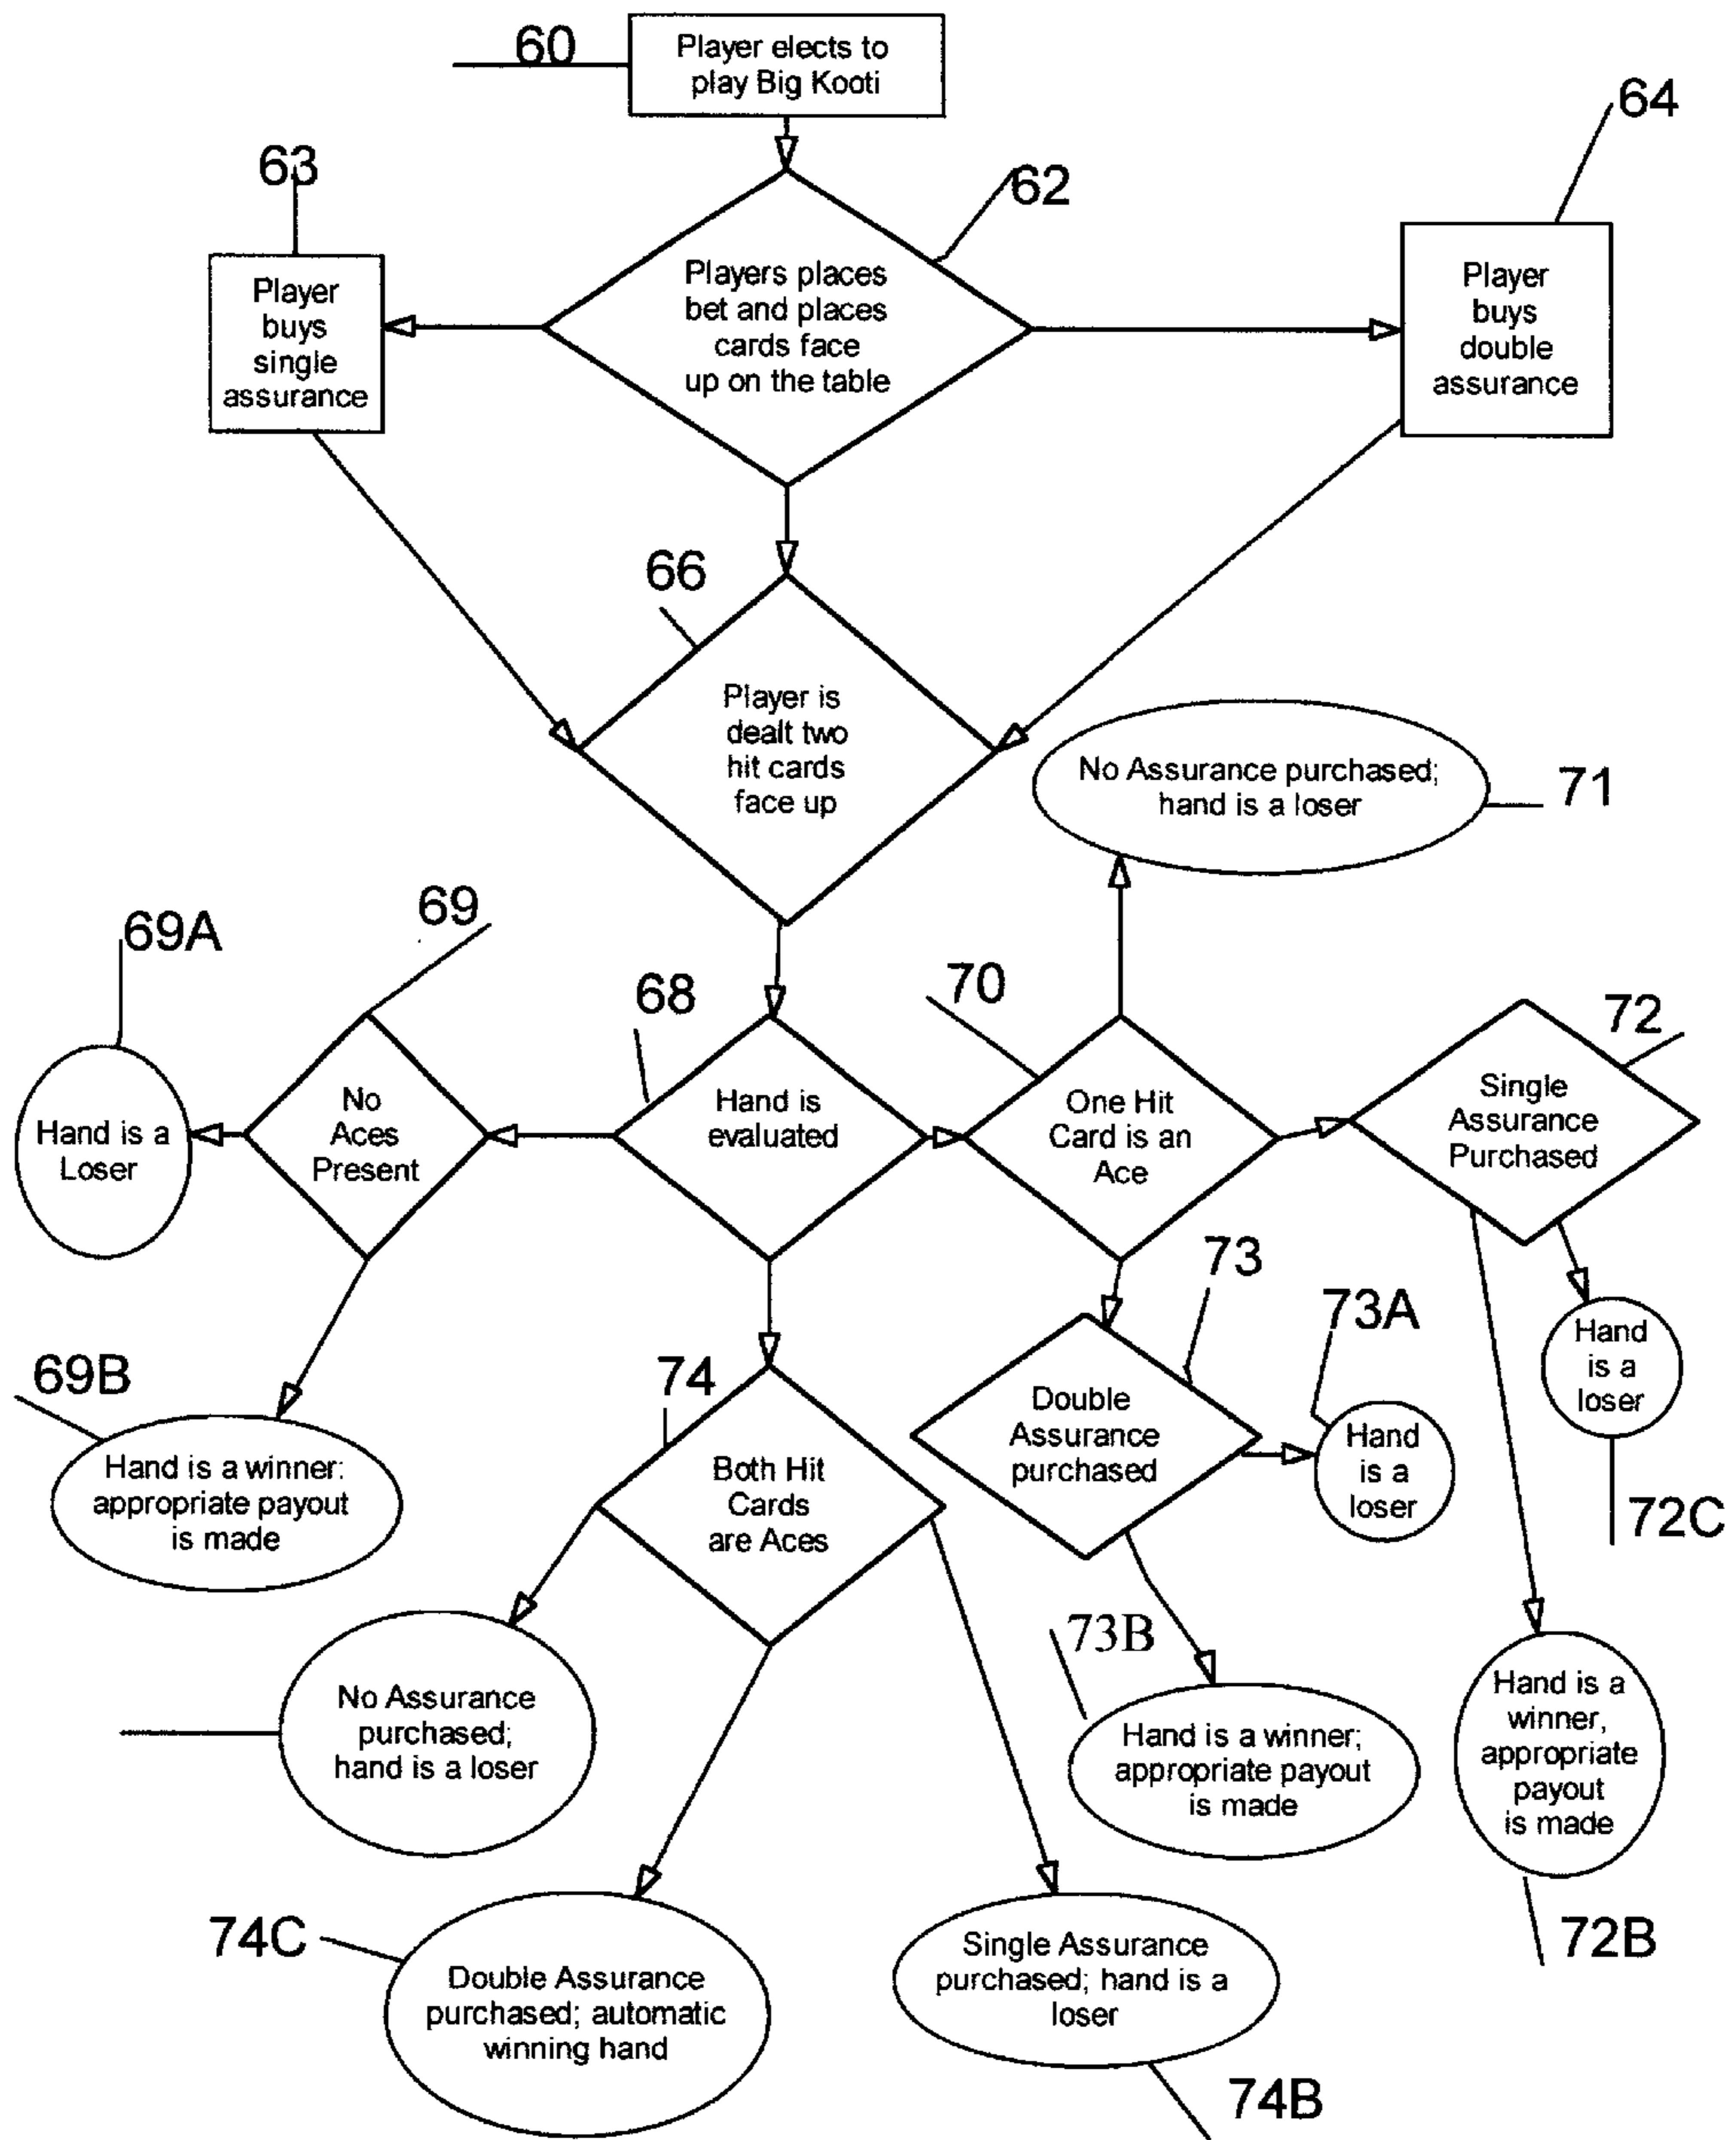 60
Player elects to
play Big Kooti
64
63
62
Player
buys
single
assurance
Players places
bet and places
cards face
up on the table
Player
buys
double
assurance
66
Player is
dealt two
hit cards
face up
No Assurance purchased;
hand is a loser
71
69
69A
68
70
72
Hand is a
Loser
No
Aces
Present
Hand is
evaluated
One Hit
Card is an
Ace
Single
Assurance
Purchased
73
73A
Hand
is a
loser
69B
74
Double
Assurance
purchased
Hand
is a
loser
72C
Hand is a winner:
appropriate payout
is made
Both Hit
Cards
are Aces
73B
No Assurance
purchased;
hand is a loser
Hand is a winner;
appropriate payout
is made
Hand is a
winner,
appropriate
payout
is made
74C
72B
Double Assurance
purchased; automatic
winning hand
Single Assurance
purchased; hand is a
loser
74B